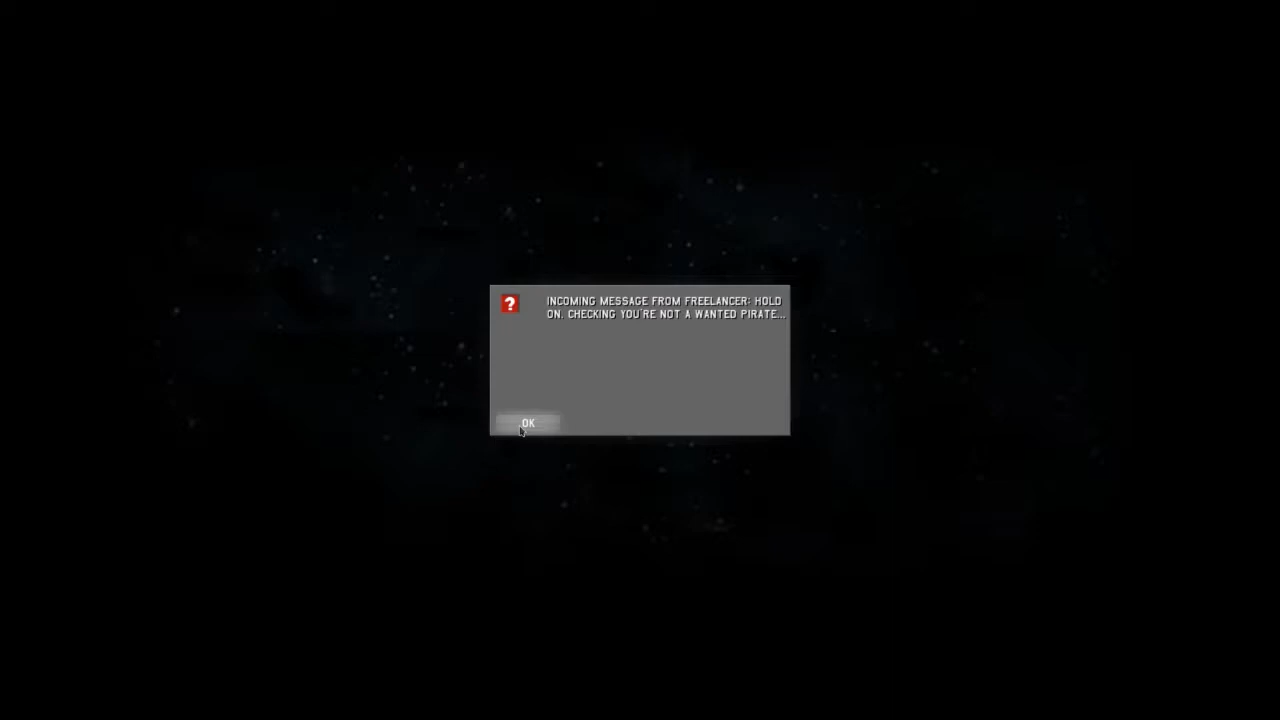 INCOMING MESSAGE FROM FREELANCER: HOLD
ON, CHECKING YOU'RE NOT A WANTED PIRATE...
OK